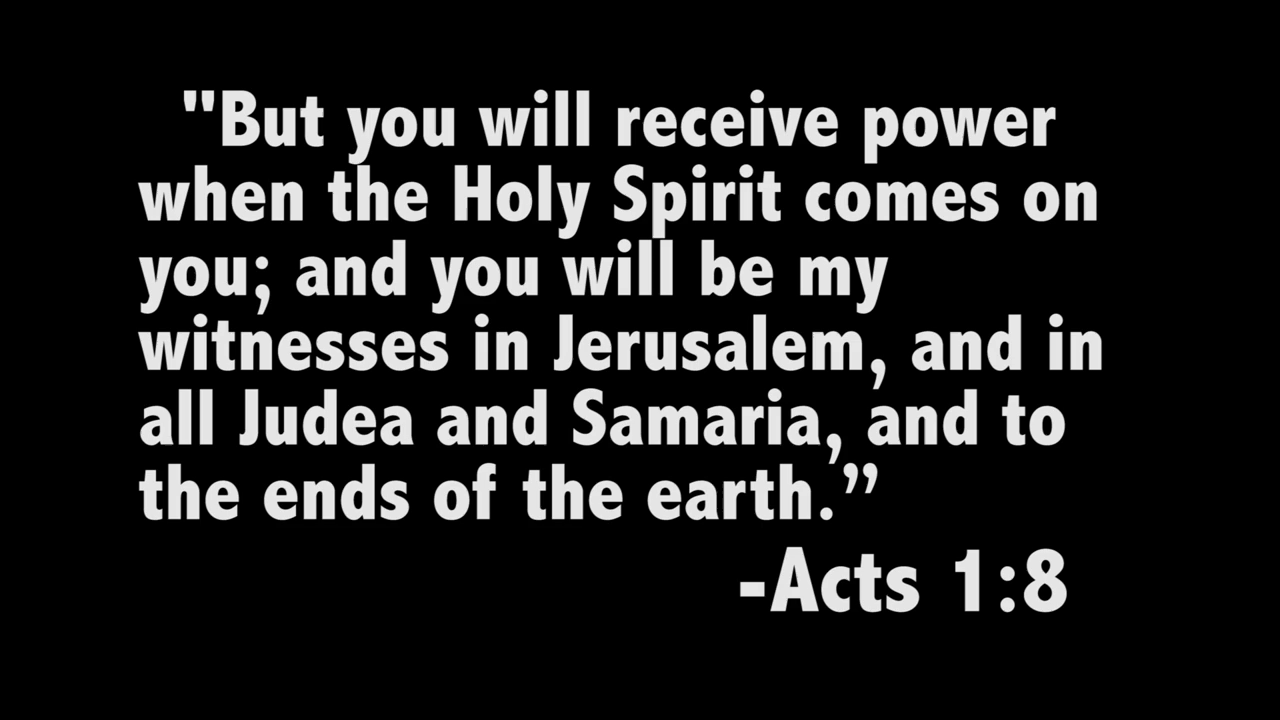 "But you will receive power
when the Holy Spirit comes on
you; and you will be my
witnesses in Jerusalem, and in
all Judea and Samaria, and to
the ends of the earth.”
-Acts 1:8